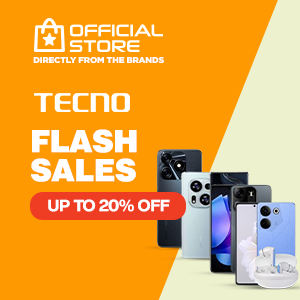 OFFICIAL
STORE
DIRECTLY FROM THE BRANDS
TECNO
FLASH
SALES
UP TO 20% OFF